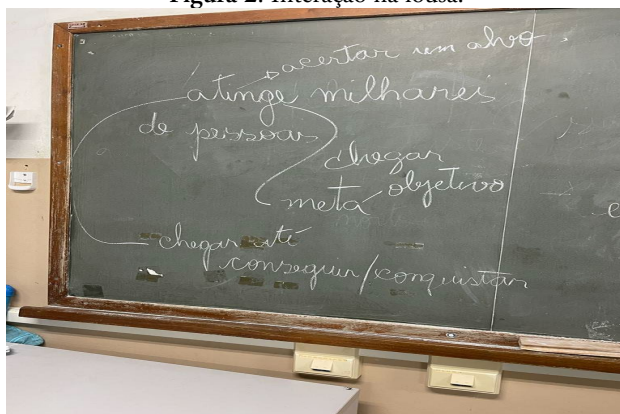 Figura 2. Interação na lousa.
acertar um alvo
atinge milhares
de pessoas
chegar
meta objetivo
chegar até
conseguir/conquistar